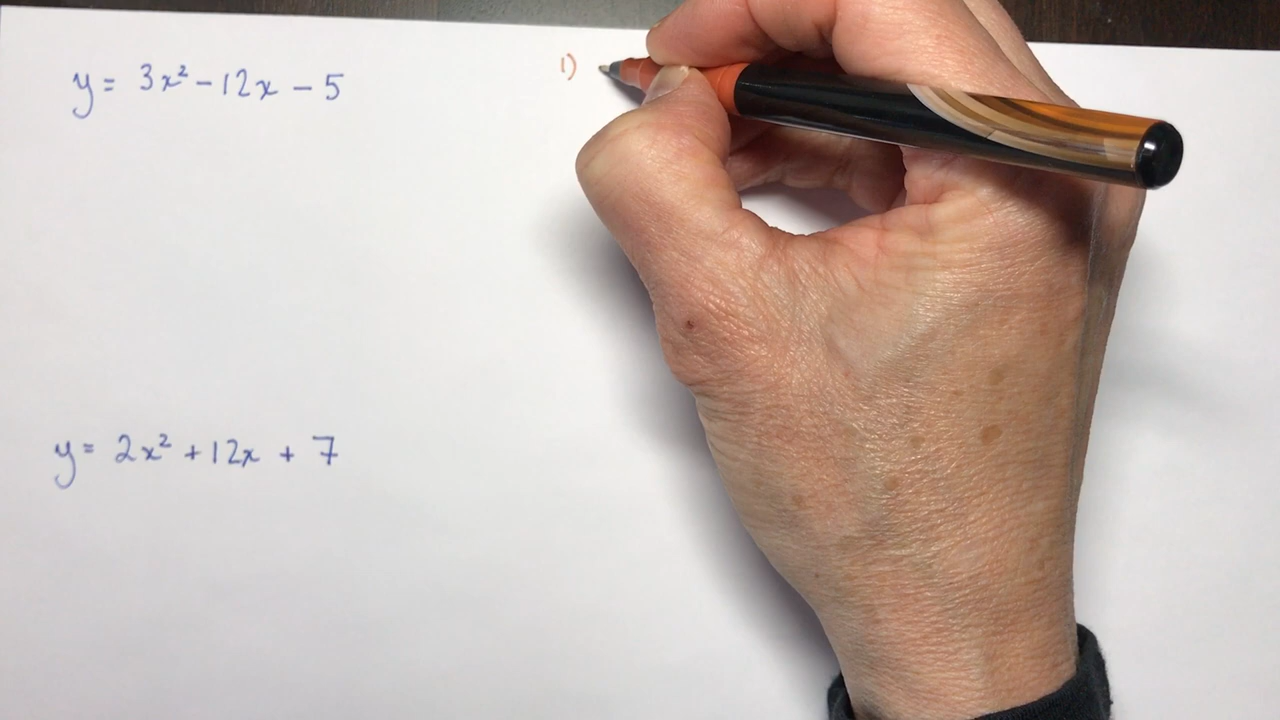 y = 3x² - 12x - 5
1)
y = 2x² + 12x + 7